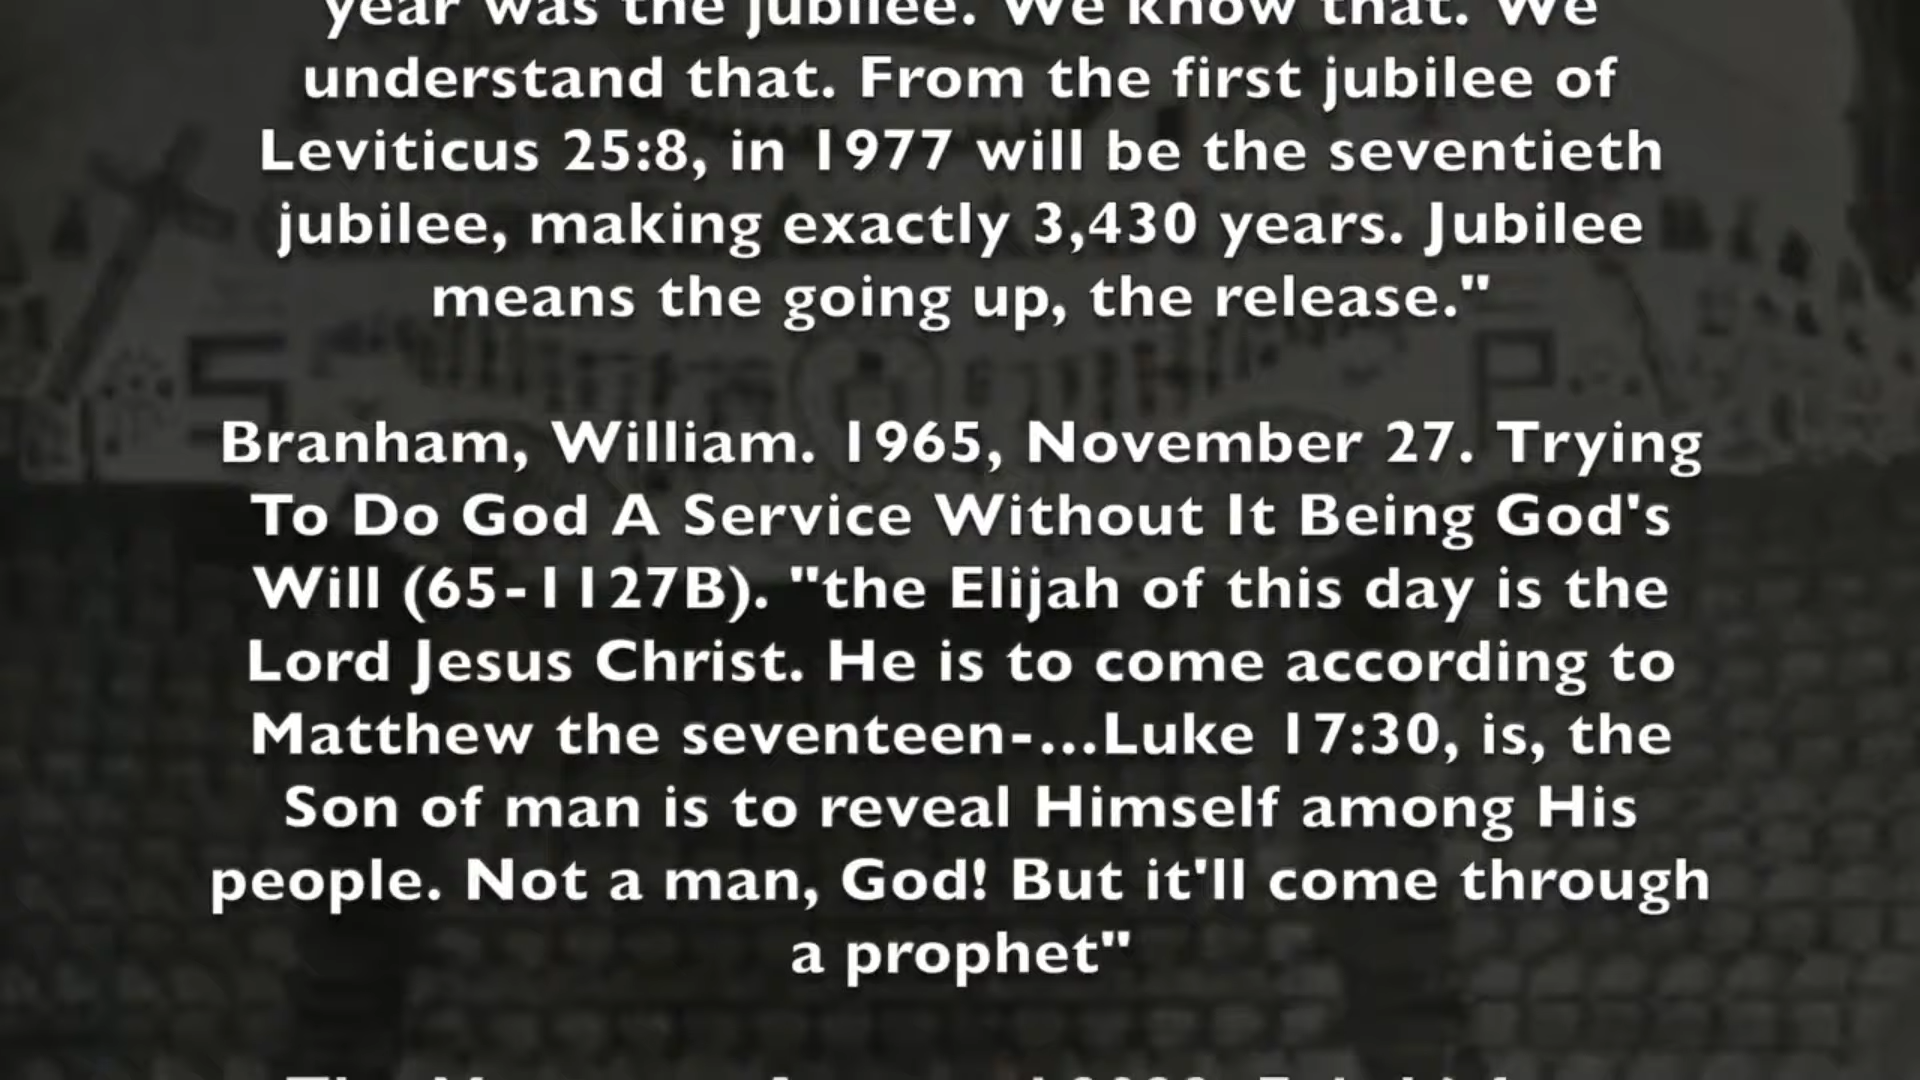 year was the jubilee. We know that. We
understand that. From the first jubilee of
Leviticus 25:8, in 1977 will be the seventieth
jubilee, making exactly 3,430 years. Jubilee
means the going up, the release."
S
P
Branham, William. 1965, November 27. Trying
To Do God A Service Without It Being God's
Will (65-1127B). "the Elijah of this day is the
Lord Jesus Christ. He is to come according to
Matthew the seventeen-...Luke 17:30, is, the
Son of man is to reveal Himself among His
people. Not a man, God! But it'll come through
a prophet"